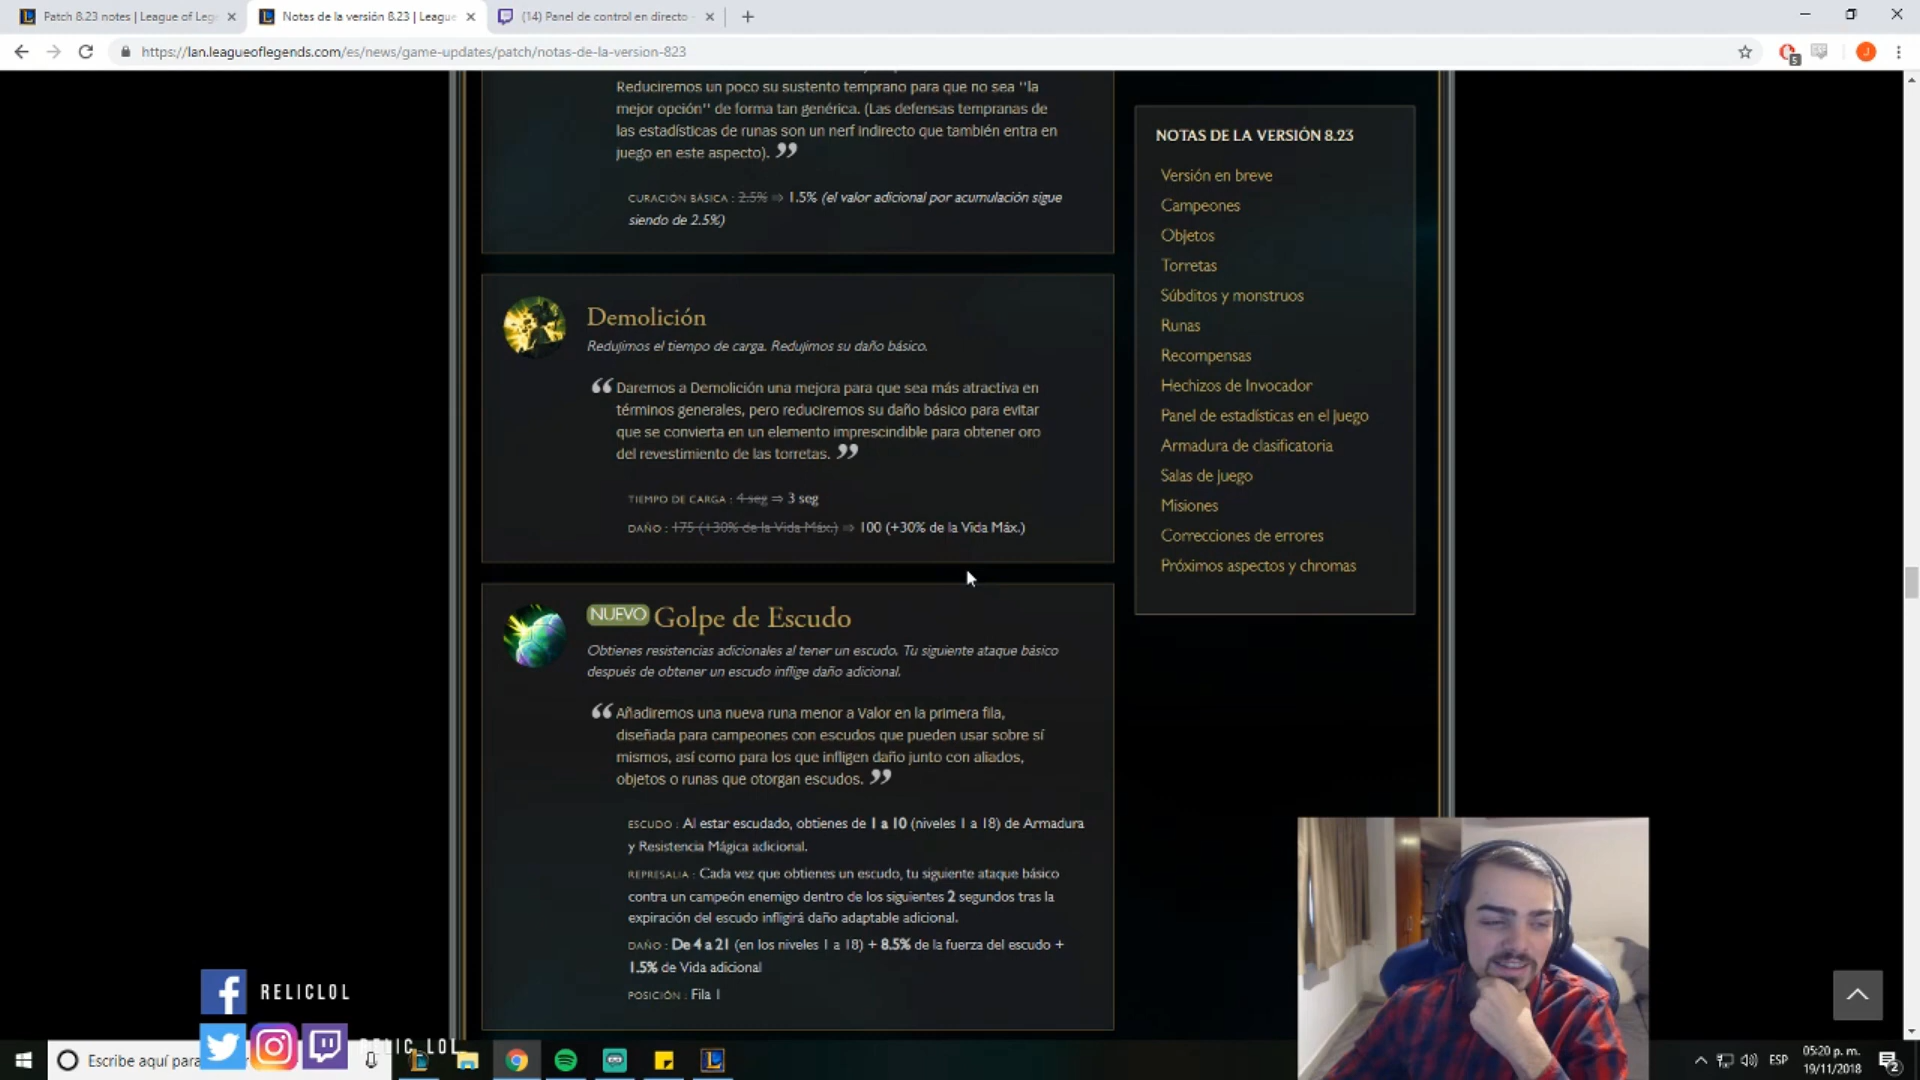 Patch 8.23 notes | League of Leg
Notas de la versión 8.23 | League
(14) Panel de control en directo
https://lan.leagueoflegends.com/es/news/game-updates/patch/notas-de-la-version-823
Reduciremos un poco su sustento temprano para que no sea "la
mejor opción" de forma tan genérica. (Las defensas tempranas de
las estadísticas de runas son un nerf indirecto que también entra en
juego en este aspecto). ”
CURACIÓN BÁSICA : 2.5% ⇒ 1.5% (el valor adicional por acumulación sigue
siendo de 2.5%)
Demolición
Redujimos el tiempo de carga. Redujimos su daño básico.
“ Daremos a Demolición una mejora para que sea más atractiva en
términos generales, pero reduciremos su daño básico para evitar
que se convierta en un elemento imprescindible para obtener oro
del revestimiento de las torretas. ”
TIEMPO DE CARGA : 4 seg ⇒ 3 seg
DAÑO : 175 (+30% de la Vida Máx.) ⇒ 100 (+30% de la Vida Máx.)
NUEVO Golpe de Escudo
Obtienes resistencias adicionales al tener un escudo. Tu siguiente ataque básico
después de obtener un escudo inflige daño adicional.
“ Añadiremos una nueva runa menor a Valor en la primera fila,
diseñada para campeones con escudos que pueden usar sobre sí
mismos, así como para los que infligen daño junto con aliados,
objetos o runas que otorgan escudos. ”
ESCUDO : Al estar escudado, obtienes de 1 a 10 (niveles 1 a 18) de Armadura
y Resistencia Mágica adicional.
REPRESALIA : Cada vez que obtienes un escudo, tu siguiente ataque básico
contra un campeón enemigo dentro de los siguientes 2 segundos tras la
expiración del escudo infligirá daño adaptable adicional.
DAÑO : De 4 a 21 (en los niveles 1 a 18) + 8.5% de la fuerza del escudo +
1.5% de Vida adicional
POSICIÓN : Fila 1
NOTAS DE LA VERSIÓN 8.23
Versión en breve
Campeones
Objetos
Torretas
Súbditos y monstruos
Runas
Recompensas
Hechizos de Invocador
Panel de estadísticas en el juego
Armadura de clasificatoria
Salas de juego
Misiones
Correcciones de errores
Próximos aspectos y chromas
RELICLOL
RELIC_LOL
Escribe aquí para
ESP
05:20 p. m.
19/11/2018
2
5
J